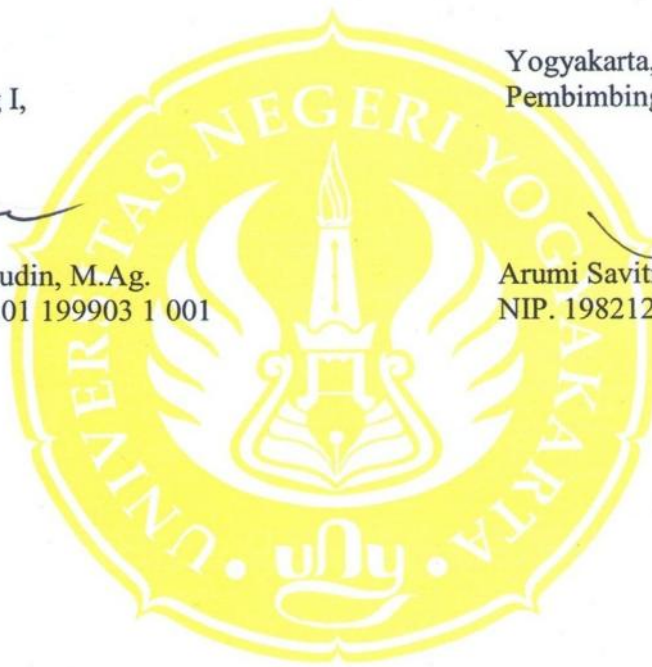 Yogyakarta,
I,
Pembimbing
udin, M.Ag.
Arumi Savit
01 199903 1 001
NIP. 198212
UNIVERSITAS NEGERI YOGYAKARTA
uny